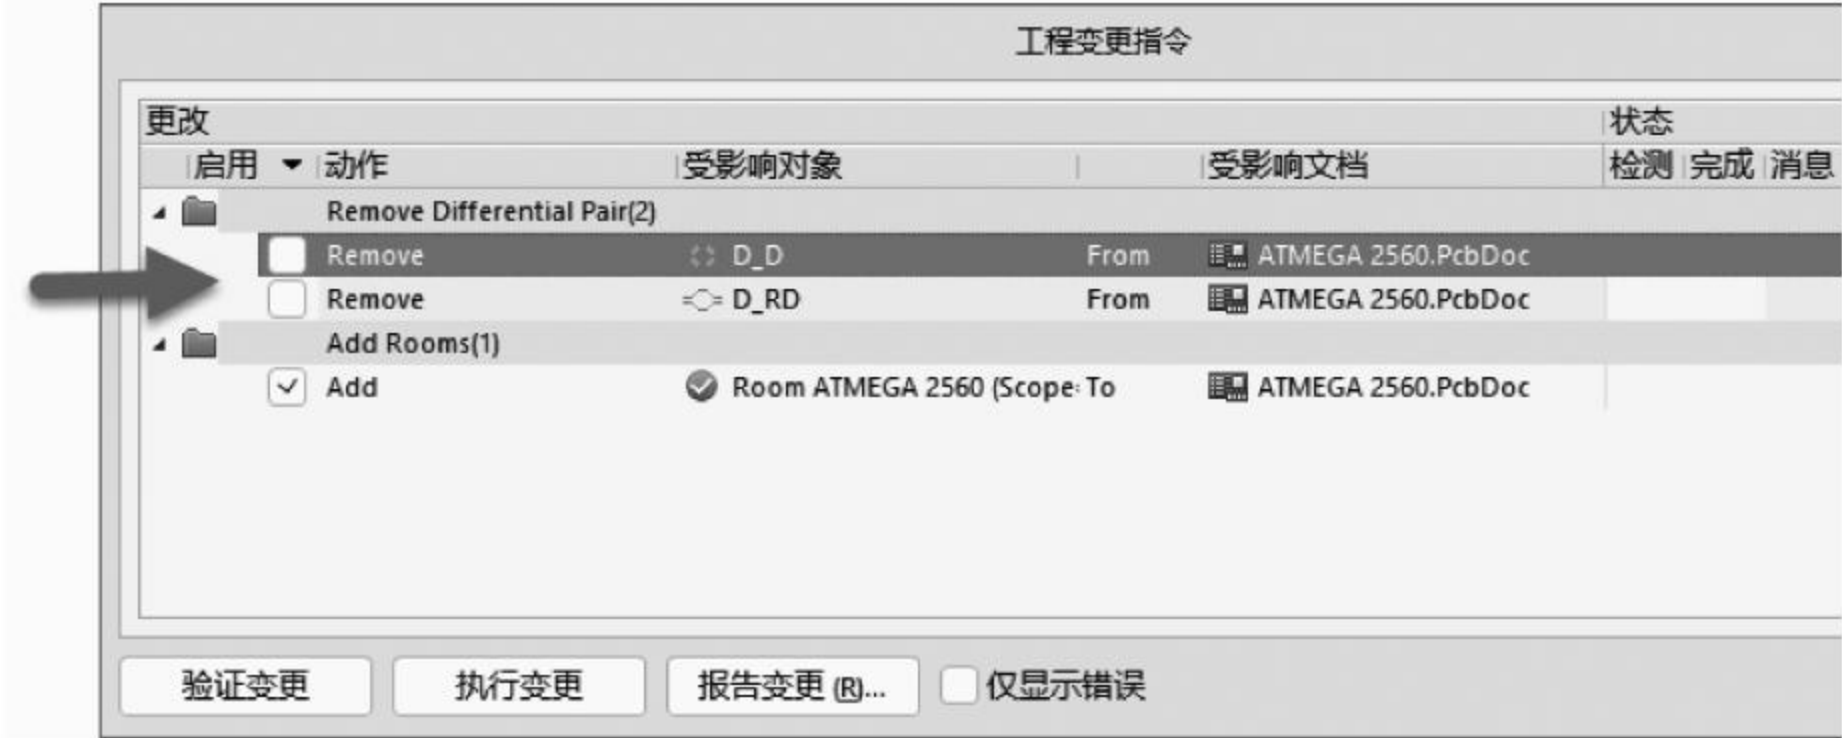 工程变更指令
更改 状态
启用 动作 受影响对象 受影响文档 检测 完成 消息
Remove Differential Pair(2)
Remove D_D From ATMEGA 2560.PcbDoc
Remove D_RD From ATMEGA 2560.PcbDoc
Add Rooms(1)
Add Room ATMEGA 2560 (Scope: To ATMEGA 2560.PcbDoc
验证变更 执行变更 报告变更 (R)... 仅显示错误